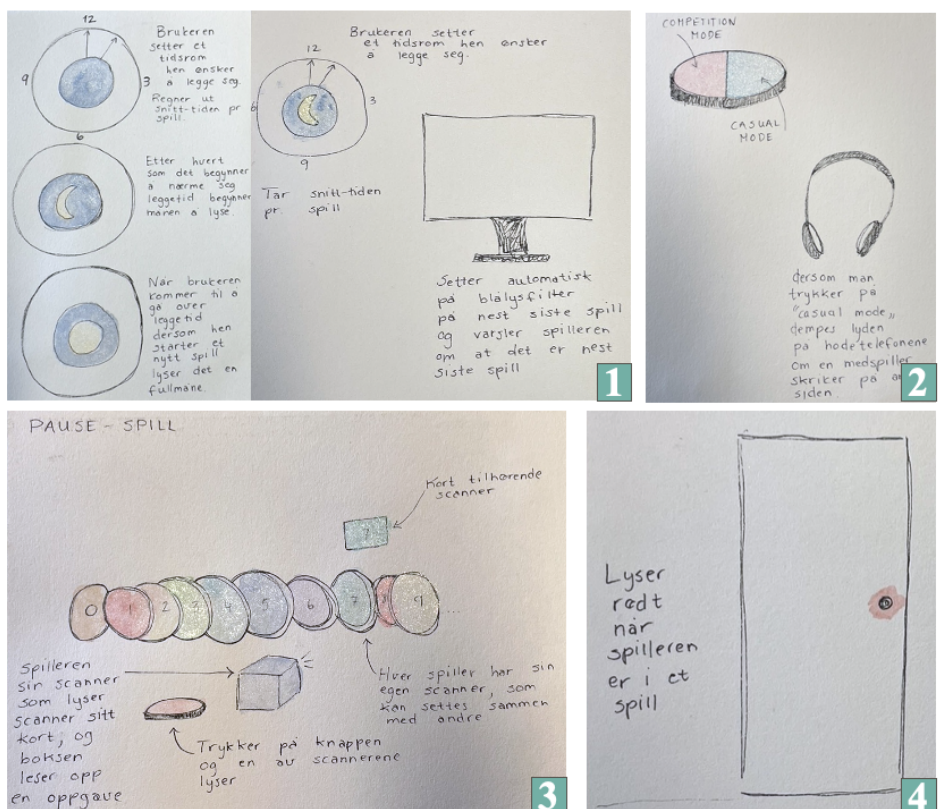 12
9
3
6
Brukeren
setter et
tidsrom
hen ønsker
å legge seg.
Regner ut
snitt-tiden pr
spill.
Etter hvert
som det begynner
å nærme seg
leggetid begynner
månen å lyse.
Når brukeren
kommer til å
gå over
leggetid
dersom hen
starter et
nytt spill
lyser det en
fullmåne.
Brukeren setter
et tidsrom hen ønsker
å legge seg.
12
6
3
9
Tar snitt-tiden
pr. spill
Setter automatisk
på blålysfilter
på nest siste spill
og varsler spilleren
om at det er nest
siste spill
1
COMPETITION
MODE
CASUAL
MODE
dersom man
trykker på
"casual mode"
dempes lyden
på hodetelefonene
om en medspiller
skriker på
siden.
2
PAUSE - SPILL
Kort tilhørende
scanner
7
0
1
2
3
4
5
6
7
9
Spilleren
sin scanner
som lyser
scanner sitt
kort, og
boksen
leser opp
en oppgave
Trykker på knappen
og en av scannerene
lyser
Hver spiller har sin
egen scanner, som
kan settes sammen
med andre
3
Lyser
rødt
når
spilleren
er i et
spill
4